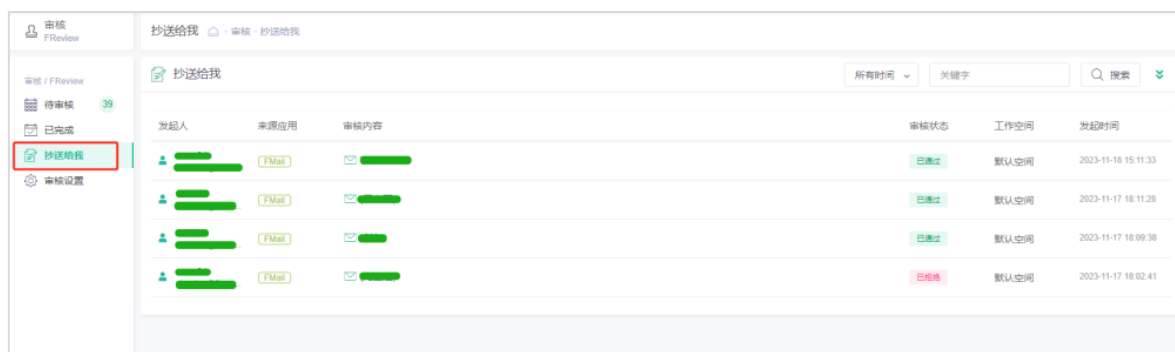 审核
FReview
抄送给我 - 审核 - 抄送给我
审核 / FReview
待审核 39
已完成
抄送给我
审核设置
抄送给我
所有时间 关键字 搜索
发起人 来源应用 审核内容 审核状态 工作空间 发起时间
FMail 已通过 默认空间 2023-11-18 15:11:33
FMail 已通过 默认空间 2023-11-17 18:11:28
FMail 已通过 默认空间 2023-11-17 18:09:38
FMail 已拒绝 默认空间 2023-11-17 18:02:41